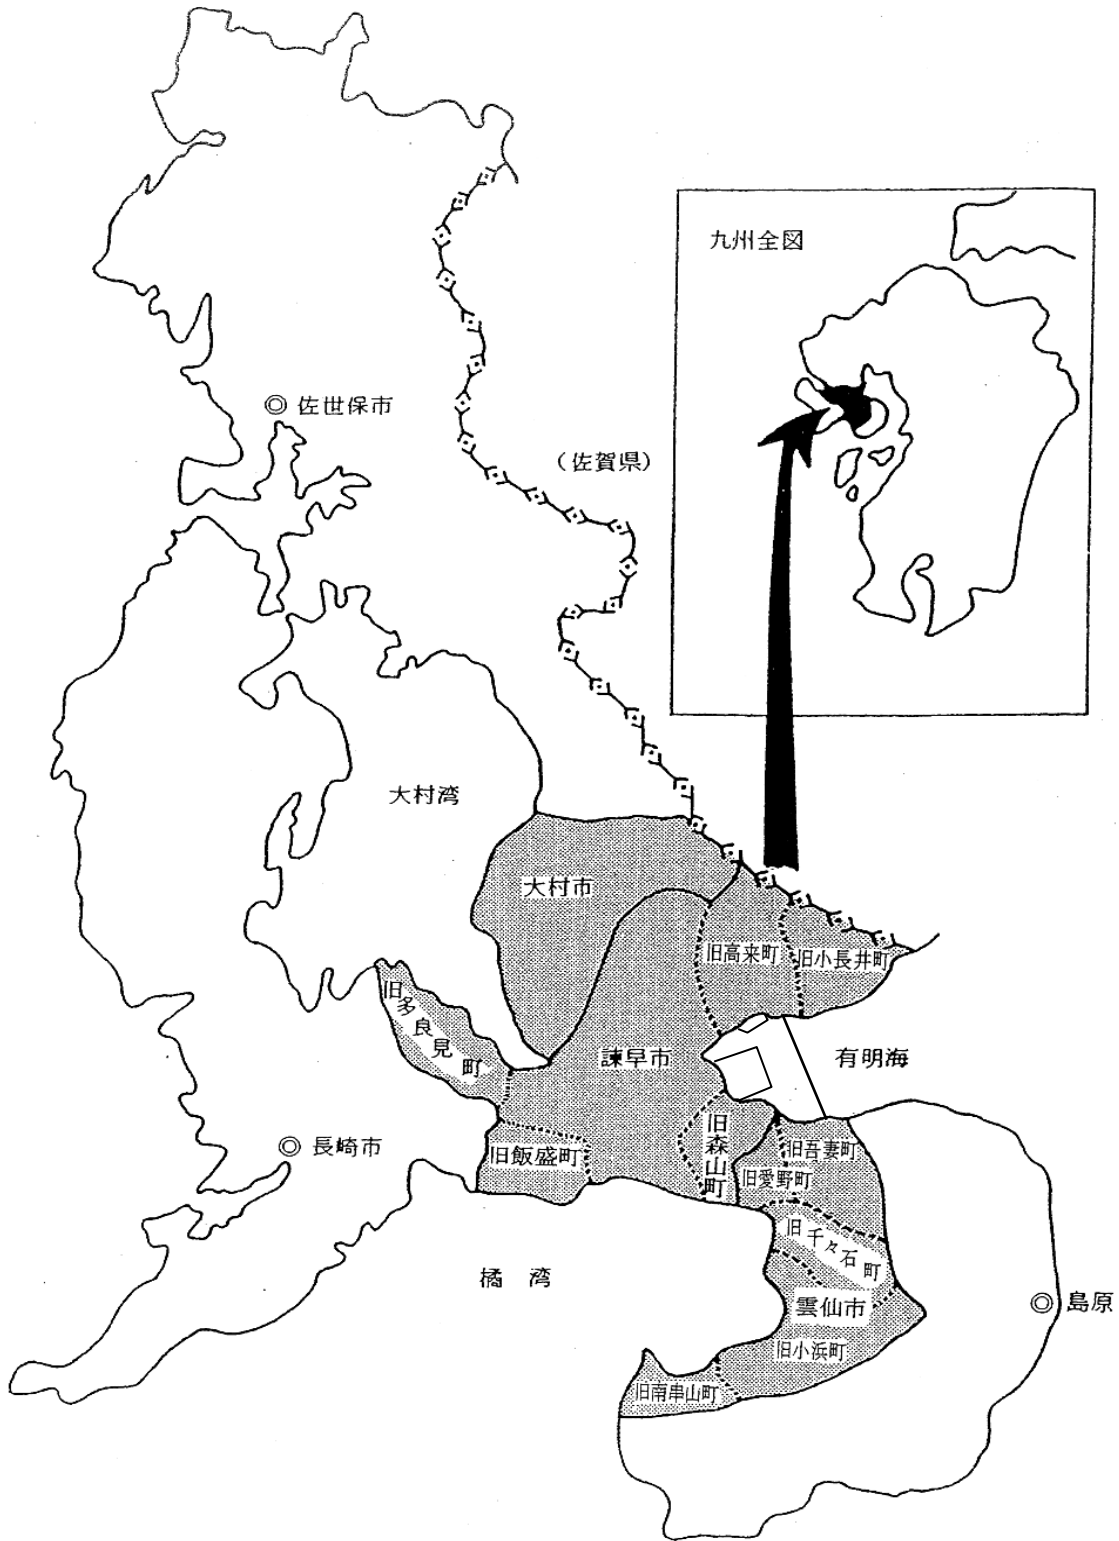 九州全図
◎ 佐世保市
(佐賀県)
大村湾
大村市
旧高来町
旧小長井町
旧多良見町
諫早市
有明海
旧森山町
旧吾妻町
◎ 長崎市
旧飯盛町
旧愛野町
旧千々石町
橘 湾
雲仙市
◎ 島原
旧小浜町
旧南串山町